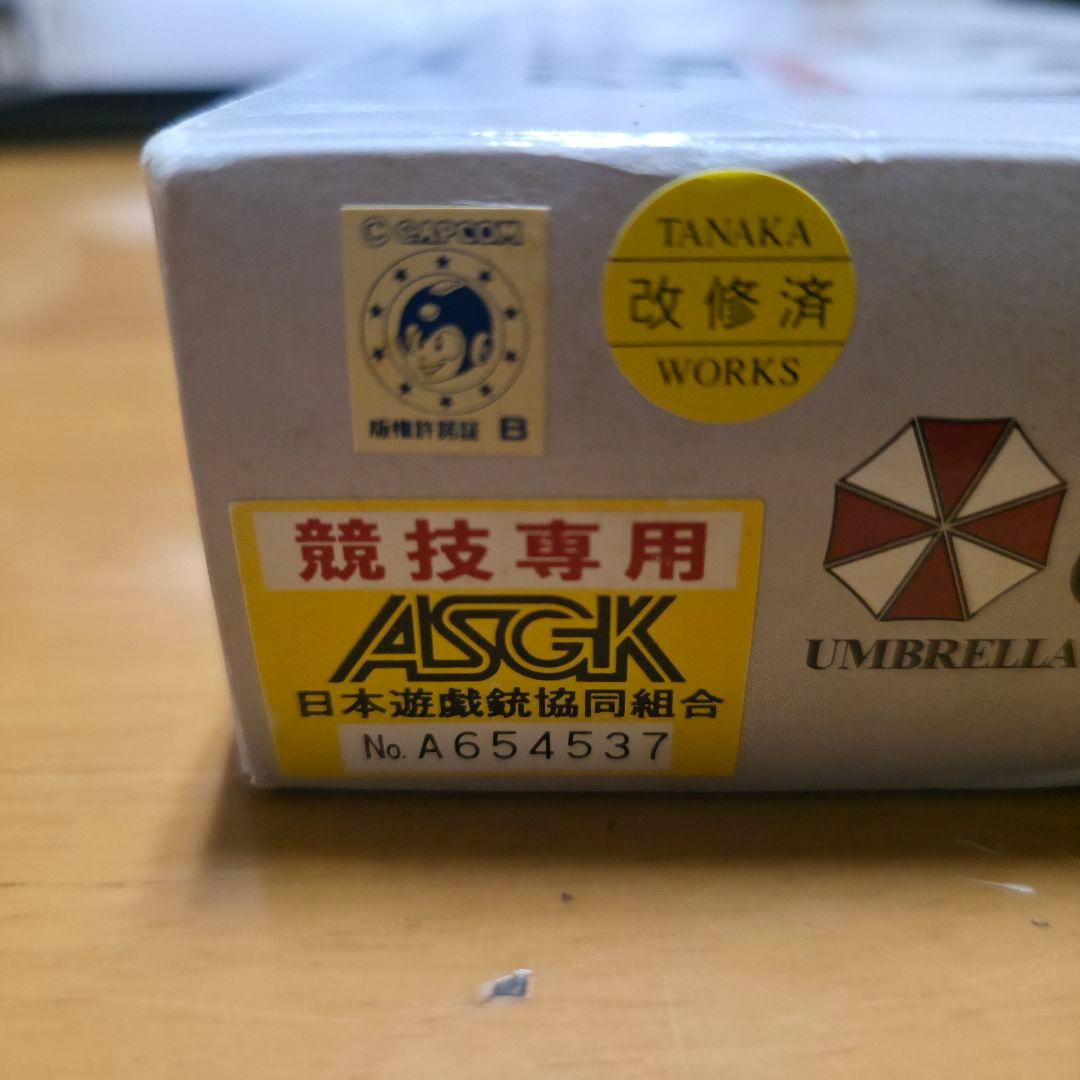 © CAPCOM
版権許諾証 B
TANAKA
改修済
WORKS
UMBRELLA
競技専用
ASGK
日本遊戯銃協同組合
No. A654537